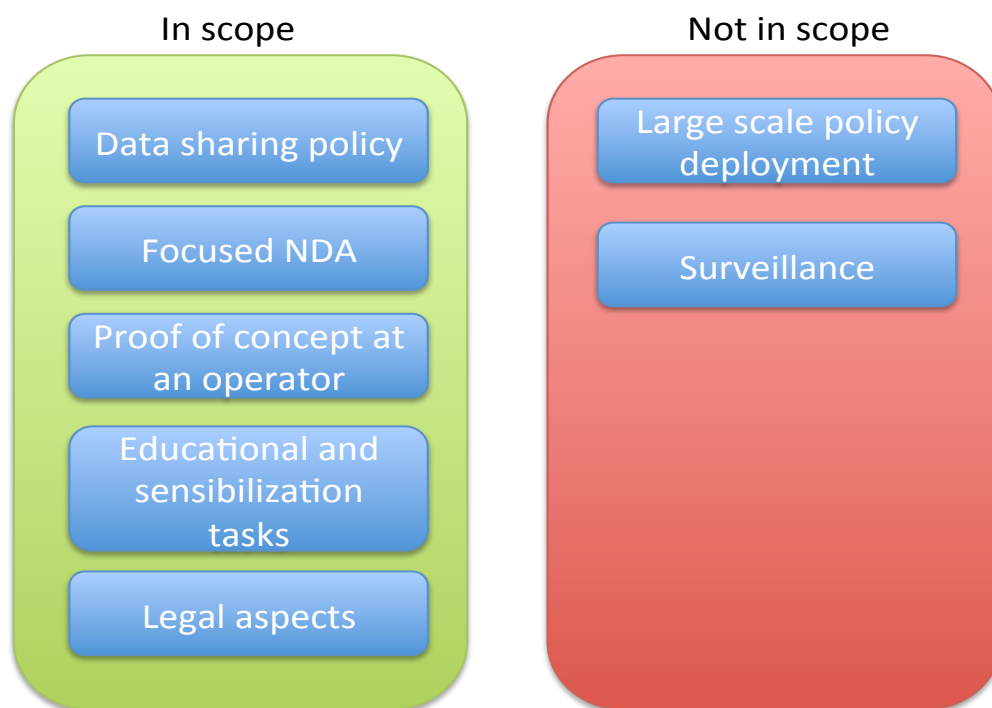 In scope
Data sharing policy
Focused NDA
Proof of concept at
an operator
Educational and
sensibilization
tasks
Legal aspects
Not in scope
Large scale policy
deployment
Surveillance